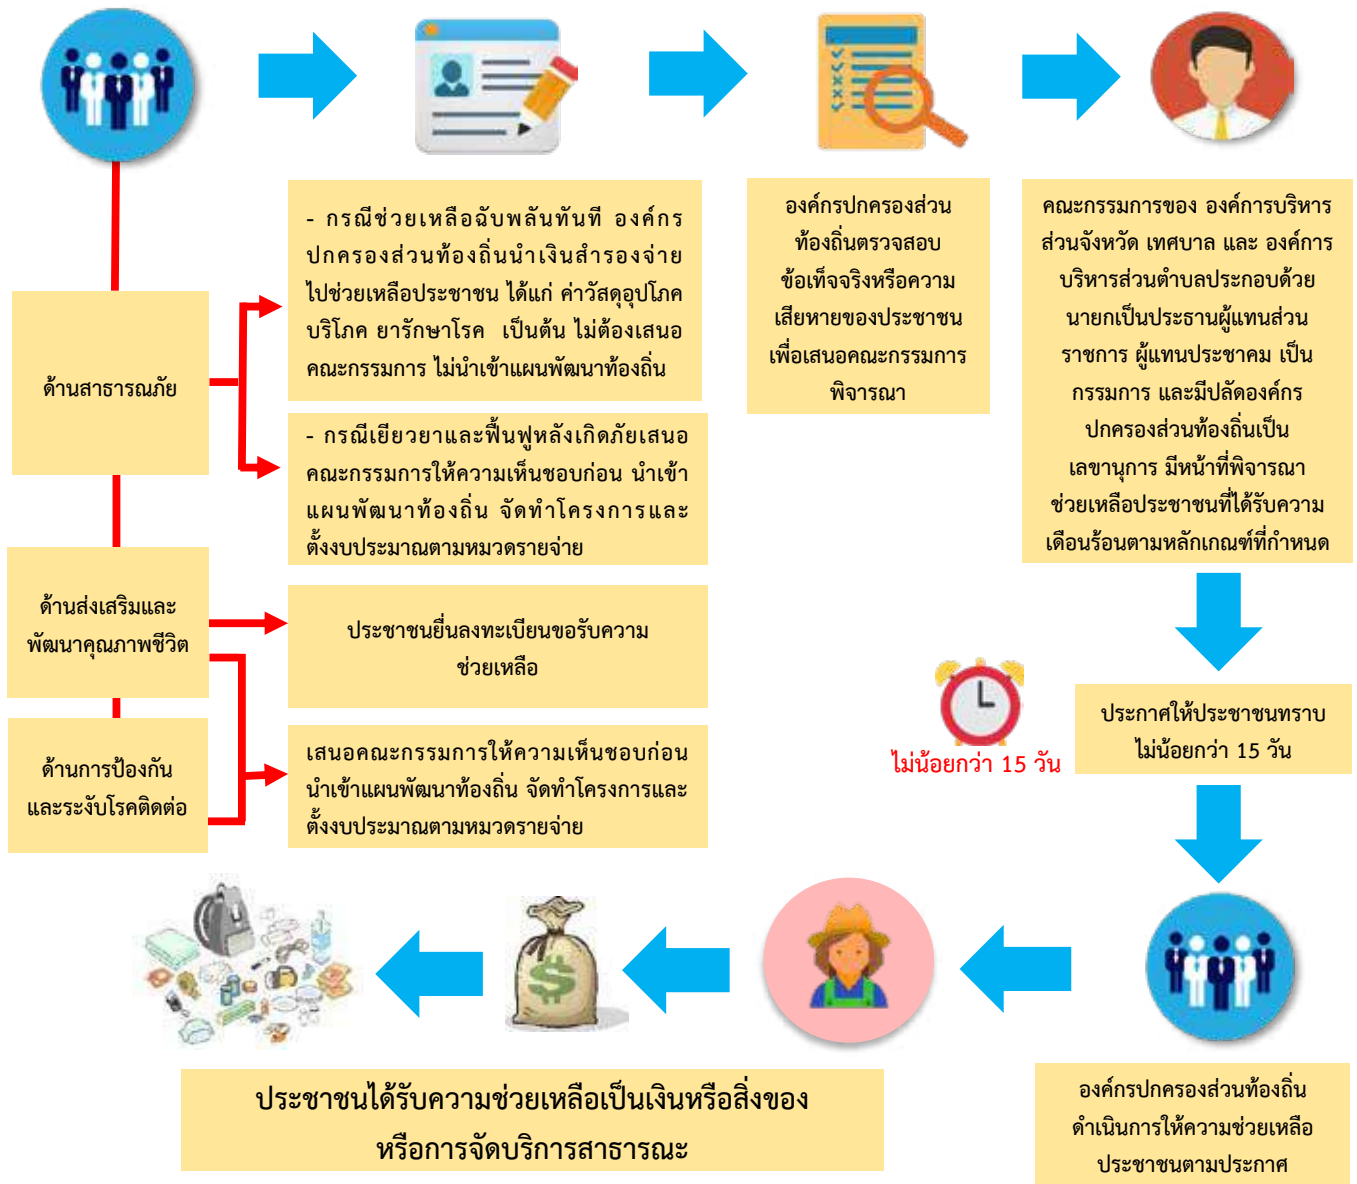 ด้านสาธารณภัย
- กรณีช่วยเหลือฉับพลันทันที องค์กร
ปกครองส่วนท้องถิ่นนำเงินสำรองจ่าย
ไปช่วยเหลือประชาชน ได้แก่ ค่าวัสดุอุปโภค
บริโภค ยารักษาโรค เป็นต้น ไม่ต้องเสนอ
คณะกรรมการ ไม่นำเข้าแผนพัฒนาท้องถิ่น
- กรณีเยียวยาและฟื้นฟูหลังเกิดภัยเสนอ
คณะกรรมการให้ความเห็นชอบก่อน นำเข้า
แผนพัฒนาท้องถิ่น จัดทำโครงการและ
ตั้งงบประมาณตามหมวดรายจ่าย
ด้านส่งเสริมและ
พัฒนาคุณภาพชีวิต
ประชาชนยื่นลงทะเบียนขอรับความ
ช่วยเหลือ
ด้านการป้องกัน
และระงับโรคติดต่อ
เสนอคณะกรรมการให้ความเห็นชอบก่อน
นำเข้าแผนพัฒนาท้องถิ่น จัดทำโครงการและ
ตั้งงบประมาณตามหมวดรายจ่าย
องค์กรปกครองส่วน
ท้องถิ่นตรวจสอบ
ข้อเท็จจริงหรือความ
เสียหายของประชาชน
เพื่อเสนอคณะกรรมการ
พิจารณา
คณะกรรมการของ องค์การบริหาร
ส่วนจังหวัด เทศบาล และ องค์การ
บริหารส่วนตำบลประกอบด้วย
นายกเป็นประธานผู้แทนส่วน
ราชการ ผู้แทนประชาคม เป็น
กรรมการ และมีปลัดองค์กร
ปกครองส่วนท้องถิ่นเป็น
เลขานุการ มีหน้าที่พิจารณา
ช่วยเหลือประชาชนที่ได้รับความ
เดือนร้อนตามหลักเกณฑ์ที่กำหนด
ไม่น้อยกว่า 15 วัน
ประกาศให้ประชาชนทราบ
ไม่น้อยกว่า 15 วัน
องค์กรปกครองส่วนท้องถิ่น
ดำเนินการให้ความช่วยเหลือ
ประชาชนตามประกาศ
$
ประชาชนได้รับความช่วยเหลือเป็นเงินหรือสิ่งของ
หรือการจัดบริการสาธารณะ